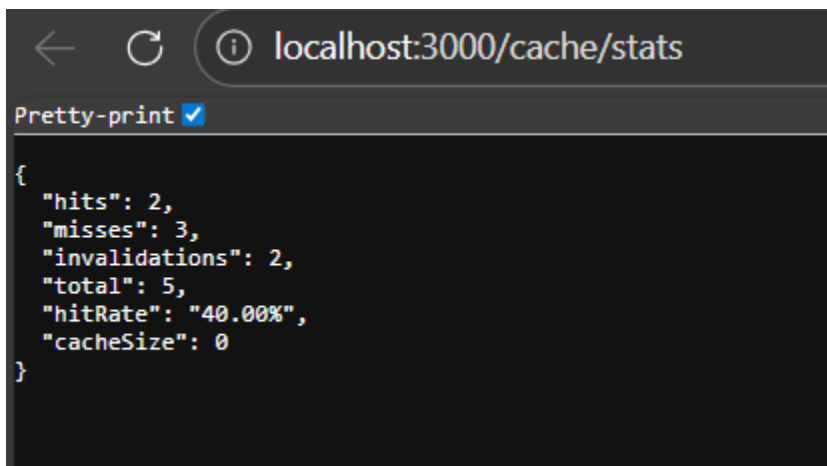 localhost:3000/cache/stats
Pretty-print
{
  "hits": 2,
  "misses": 3,
  "invalidations": 2,
  "total": 5,
  "hitRate": "40.00%",
  "cacheSize": 0
}